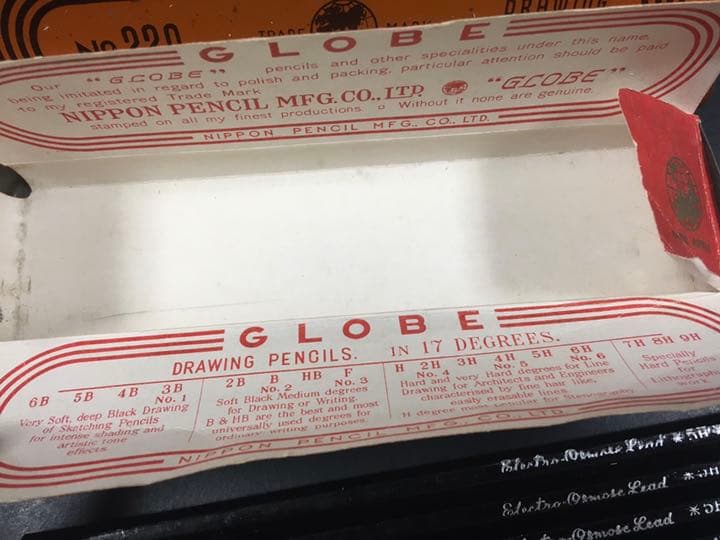 No 220
TRADE MARK
DRAWING
GLOBE
Our "GLOBE" pencils and other specialities under this name,
being imitated in regard to polish and packing, particular attention should be paid
to my registered Trade Mark "GLOBE"
NIPPON PENCIL MFG. CO., LTD
stamped on all my finest productions. Without it none are genuine.
NIPPON PENCIL MFG., CO., LTD.
GLOBE
DRAWING PENCILS. IN 17 DEGREES.
6B 5B 4B 3B
No. 1
Very Soft, deep Black Drawing
of Sketching Pencils
for intense shading and
artistic tone
effects
2B B HB F
No. 2 No. 3
Soft Black Medium degrees
for Drawing or Writing.
B & HB are the best and most
universally used degrees for
ordinary writing purposes.
H 2H 3H 4H 5H 6H
No. 4 No. 5 No. 6
Hard and very Hard degrees for Line
Drawing for Architects and Engineers
characterised by fine hair like,
easily erasable lines.
H degree most for Stenography.
7H 8H 9H
Specially
Hard Pencils
for
Lithographic
work
NIPPON PENCIL MFG., CO., LTD.
Electro-Osmose Lead *5H
Electro-Osmose Lead
Electro-Osmose Lead